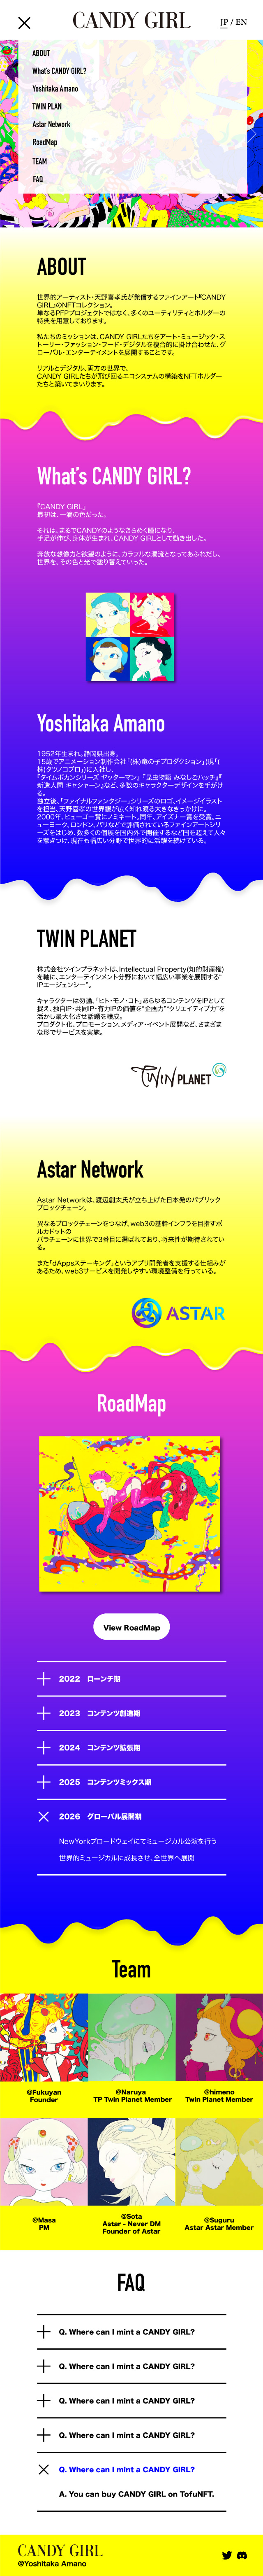 CANDY GIRL
JP / EN
ABOUT
What's CANDY GIRL?
Yoshitaka Amano
TWIN PLAN
Astar Network
RoadMap
TEAM
FAQ
ABOUT
世界的アーティスト・天野喜孝氏が発信するファインアート『CANDY
GIRL』のNFTコレクション。
単なるPFPプロジェクトではなく、多くのユーティリティとホルダーの
特典を用意しております。
私たちのミッションは、CANDY GIRLたちをアート・ミュージック・ス
トーリー・ファッション・フード・デジタルを複合的に掛け合わせた、グ
ローバル・エンターテイメントを展開することです。
リアルとデジタル、両方の世界で、
CANDY GIRLたちが飛び回るエコシステムの構築をNFTホルダー
たちと築いてまいります。
What's CANDY GIRL?
『CANDY GIRL』
最初は、一滴の色だった。
それは、まるでCANDYのようなきらめく瞳になり、
手足が伸び、身体が生まれ、CANDY GIRLとして動き出した。
奔放な想像力と欲望のように、カラフルな濁流となってあふれだし、
世界を、その色と光で塗り替えていった。
Yoshitaka Amano
1952年生まれ。静岡県出身。
15歳でアニメーション制作会社「(株)竜の子プロダクション」(現「(
株)タツノコプロ」)に入社し、
『タイムボカンシリーズ ヤッターマン』『昆虫物語 みなしごハッチ』『
新造人間 キャシャーン』など、多数のキャラクターデザインを手がけ
る。
独立後、「ファイナルファンタジー」シリーズのロゴ、イメージイラスト
を担当、天野喜孝の世界観が広く知れ渡る大きなきっかけに。
2000年、ヒューゴー賞にノミネート。同年、アイズナー賞を受賞。ニ
ューヨーク、ロンドン、パリなどで評価されているファインアートシリ
ーズをはじめ、数多くの個展を国内外で開催するなど国を超えて人々
を惹きつけ、現在も幅広い分野で世界的に活躍を続けている。
TWIN PLANET
株式会社ツインプラネットは、Intellectual Property(知的財産権)
を軸に、エンターテインメント分野において幅広い事業を展開する"
IPエージェンシー"。
キャラクターは勿論、「ヒト・モノ・コト」あらゆるコンテンツをIPとして
捉え、独自IP・共同IP・有力IPの価値を"企画力""クリエイティブ力"を
活かし最大化させ話題を醸成。
プロダクト化、プロモーション、メディア・イベント展開など、さまざま
な形でサービスを実施。
TWIN PLANET
Astar Network
Astar Networkは、渡辺創太氏が立ち上げた日本発のパブリック
ブロックチェーン。
異なるブロックチェーンをつなげ、web3の基幹インフラを目指すポ
ルカドットの
パラチェーンに世界で3番目に選ばれており、将来性が期待されてい
る。
また「dAppsステーキング」というアプリ開発者を支援する仕組みが
あるため、web3サービスを開発しやすい環境整備を行っている。
ASTAR
RoadMap
View RoadMap
2022 ローンチ期
2023 コンテンツ創造期
2024 コンテンツ拡張期
2025 コンテンツミックス期
2026 グローバル展開期
NewYorkブロードウェイにてミュージカル公演を行う
世界的ミュージカルに成長させ、全世界へ展開
Team
@Fukuyan
Founder
@Naruya
TP Twin Planet Member
@himeno
Twin Planet Member
@Masa
PM
@Sota
Astar - Never DM
Founder of Astar
@Suguru
Astar Astar Member
FAQ
Q. Where can I mint a CANDY GIRL?
Q. Where can I mint a CANDY GIRL?
Q. Where can I mint a CANDY GIRL?
Q. Where can I mint a CANDY GIRL?
Q. Where can I mint a CANDY GIRL?
A. You can buy CANDY GIRL on TofuNFT.
CANDY GIRL
@Yoshitaka Amano